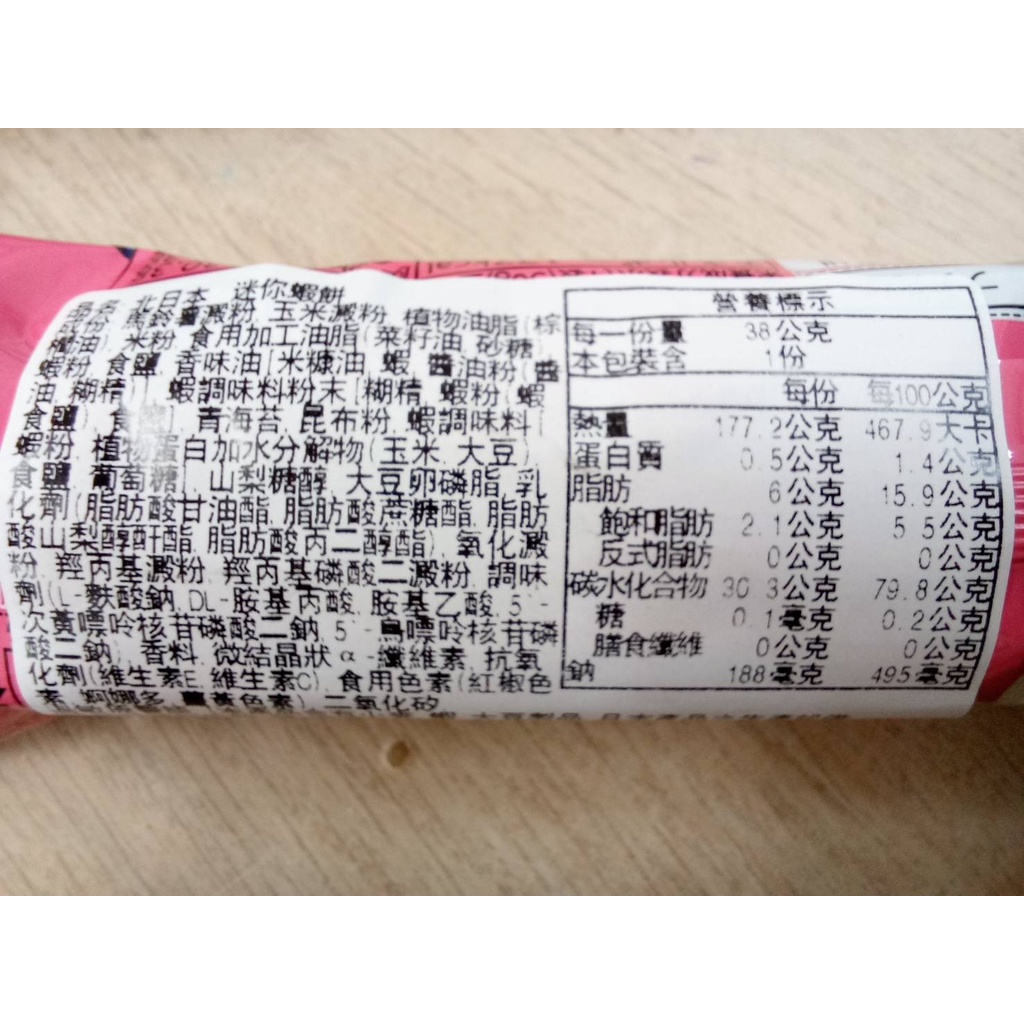 品名 北日本 迷你蝦餅
成份 馬鈴薯澱粉 玉米澱粉 植物油脂(棕
櫚油) 米粉 食用加工油脂(菜籽油 砂糖
蝦粉 食鹽 香味油[米糠油 蝦 醬油粉(醬
油 糊精)] 蝦調味料粉末[糊精 蝦粉(蝦
食鹽) 食鹽] 青海苔 昆布粉 蝦調味料[
蝦粉 植物蛋白加水分解物(玉米 大豆)
食鹽 葡萄糖] 山梨糖醇 大豆卵磷脂 乳
化劑(脂肪酸甘油酯 脂肪酸蔗糖酯 脂肪
酸山梨醇酐酯 脂肪酸丙二醇酯) 氧化澱
粉 羥丙基澱粉 羥丙基磷酸二澱粉 調味
劑(L-麩酸鈉 DL-胺基丙酸 胺基乙酸 5'-
次黃嘌呤核苷磷酸二鈉 5'-鳥嘌呤核苷磷
酸二鈉) 香料 微結晶狀α-纖維素 抗氧
化劑(維生素E 維生素C) 食用色素(紅椒色
素 婀娜多 薑黃色素) 二氧化矽
營養標示
每一份量 38公克
本包裝含 1份
每份 每100公克
熱量 177.2公克 467.9大卡
蛋白質 0.5公克 1.4公克
脂肪 6公克 15.9公克
飽和脂肪 2.1公克 5.5公克
反式脂肪 0公克 0公克
碳水化合物 30.3公克 79.8公克
糖 0.1毫克 0.2公克
膳食纖維 0公克 0公克
鈉 188毫克 495毫克